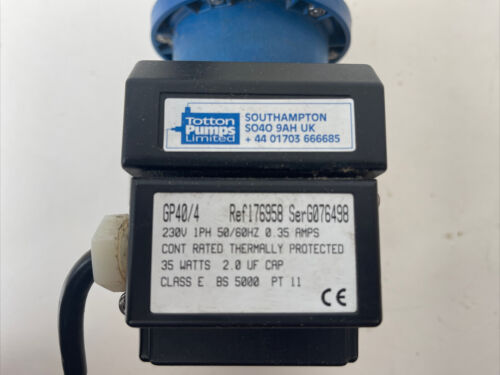 Totton
Pumps
Limited
SOUTHAMPTON
SO40 9AH UK
+ 44 01703 666685
GP40/4 Ref176958 SerG076498
230V 1PH 50/60HZ 0.35 AMPS
CONT RATED THERMALLY PROTECTED
35 WATTS 2.0 UF CAP
CLASS E BS 5000 PT 11
CE